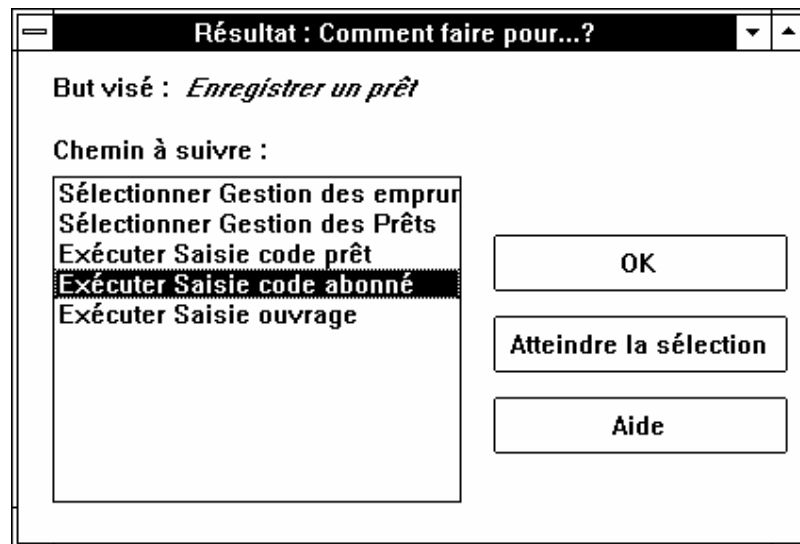 Résultat : Comment faire pour...?
But visé : Enregistrer un prêt
Chemin à suivre :
Sélectionner Gestion des emprur
Sélectionner Gestion des Prêts
Exécuter Saisie code prêt
Exécuter Saisie code abonné
Exécuter Saisie ouvrage
OK
Atteindre la sélection
Aide